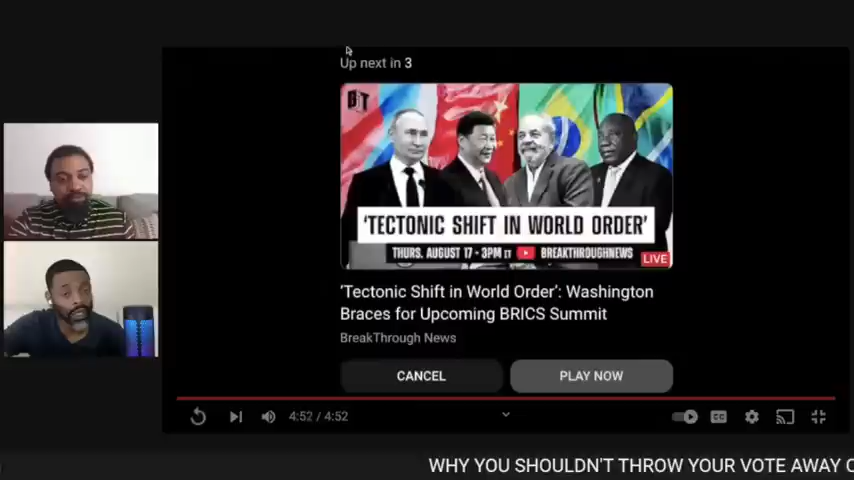 Up next in 3
BT
'TECTONIC SHIFT IN WORLD ORDER'
THURS. AUGUST 17 - 3PM ET BREAKTHROUGHNEWS
LIVE
'Tectonic Shift in World Order': Washington
Braces for Upcoming BRICS Summit
BreakThrough News
CANCEL PLAY NOW
4:52 / 4:52 CC
WHY YOU SHOULDN'T THROW YOUR VOTE AWAY